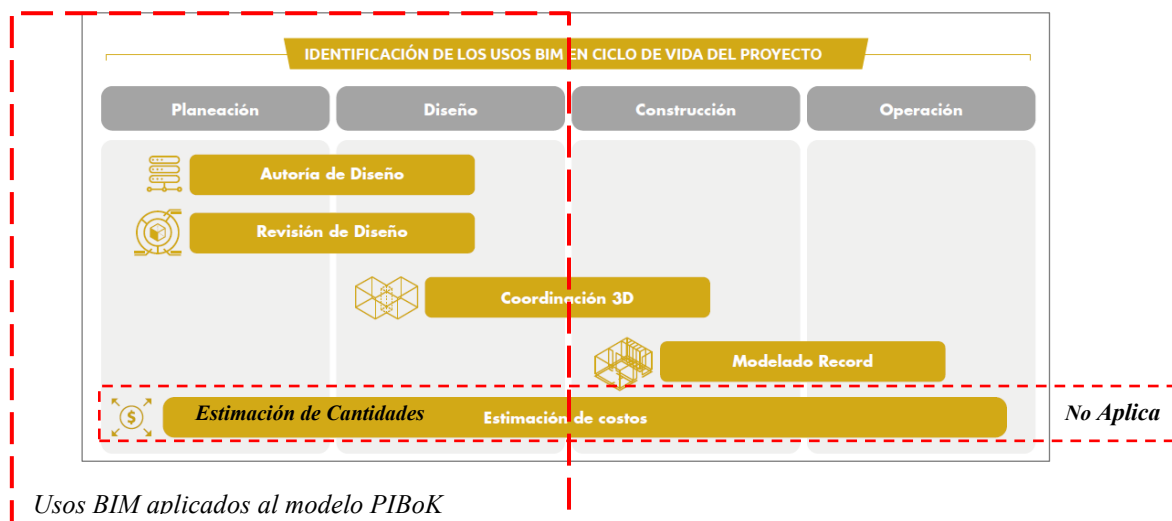 IDENTIFICACIÓN DE LOS USOS BIM EN CICLO DE VIDA DEL PROYECTO
Planeación Diseño Construcción Operación
Autoría de Diseño
Revisión de Diseño
Coordinación 3D
Modelado Record
$ Estimación de Cantidades Estimación de costos No Aplica
Usos BIM aplicados al modelo PIBoK